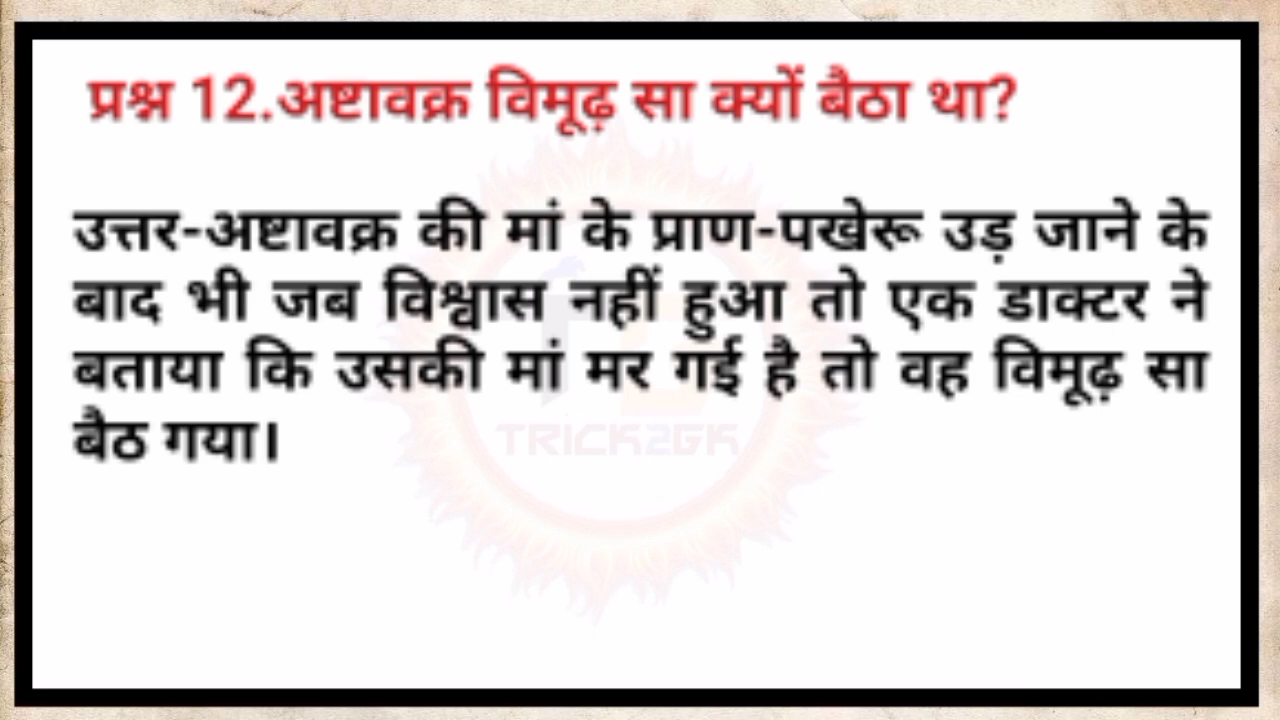 प्रश्न 12.अष्टावक्र विमूढ़ सा क्यों बैठा था?
उत्तर-अष्टावक्र की मां के प्राण-पखेरू उड़ जाने के
बाद भी जब विश्वास नहीं हुआ तो एक डाक्टर ने
बताया कि उसकी मां मर गई है तो वह विमूढ़ सा
बैठ गया।
TRICK2GK